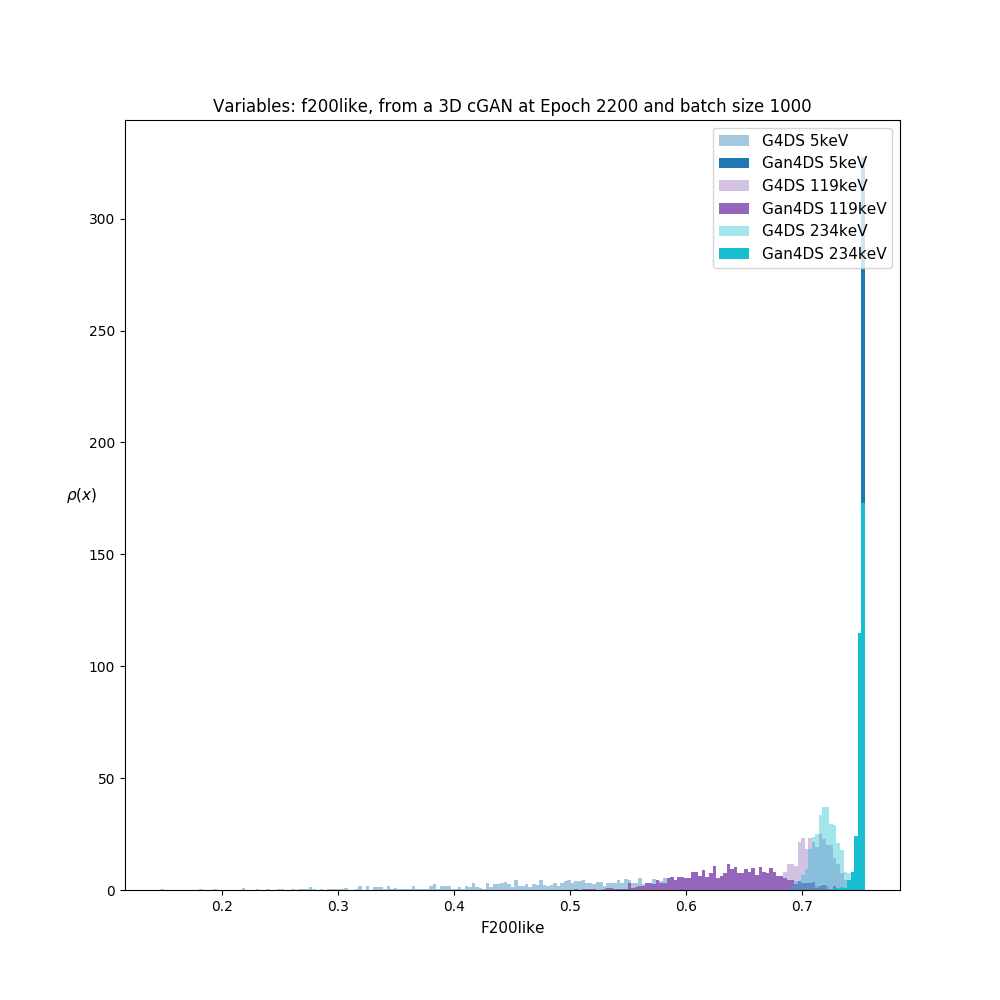 Variables: f200like, from a 3D cGAN at Epoch 2200 and batch size 1000
G4DS 5keV
Gan4DS 5keV
G4DS 119keV
Gan4DS 119keV
G4DS 234keV
Gan4DS 234keV
300
250
200
ρ(x)
150
100
50
0
0.2 0.3 0.4 0.5 0.6 0.7
F200like